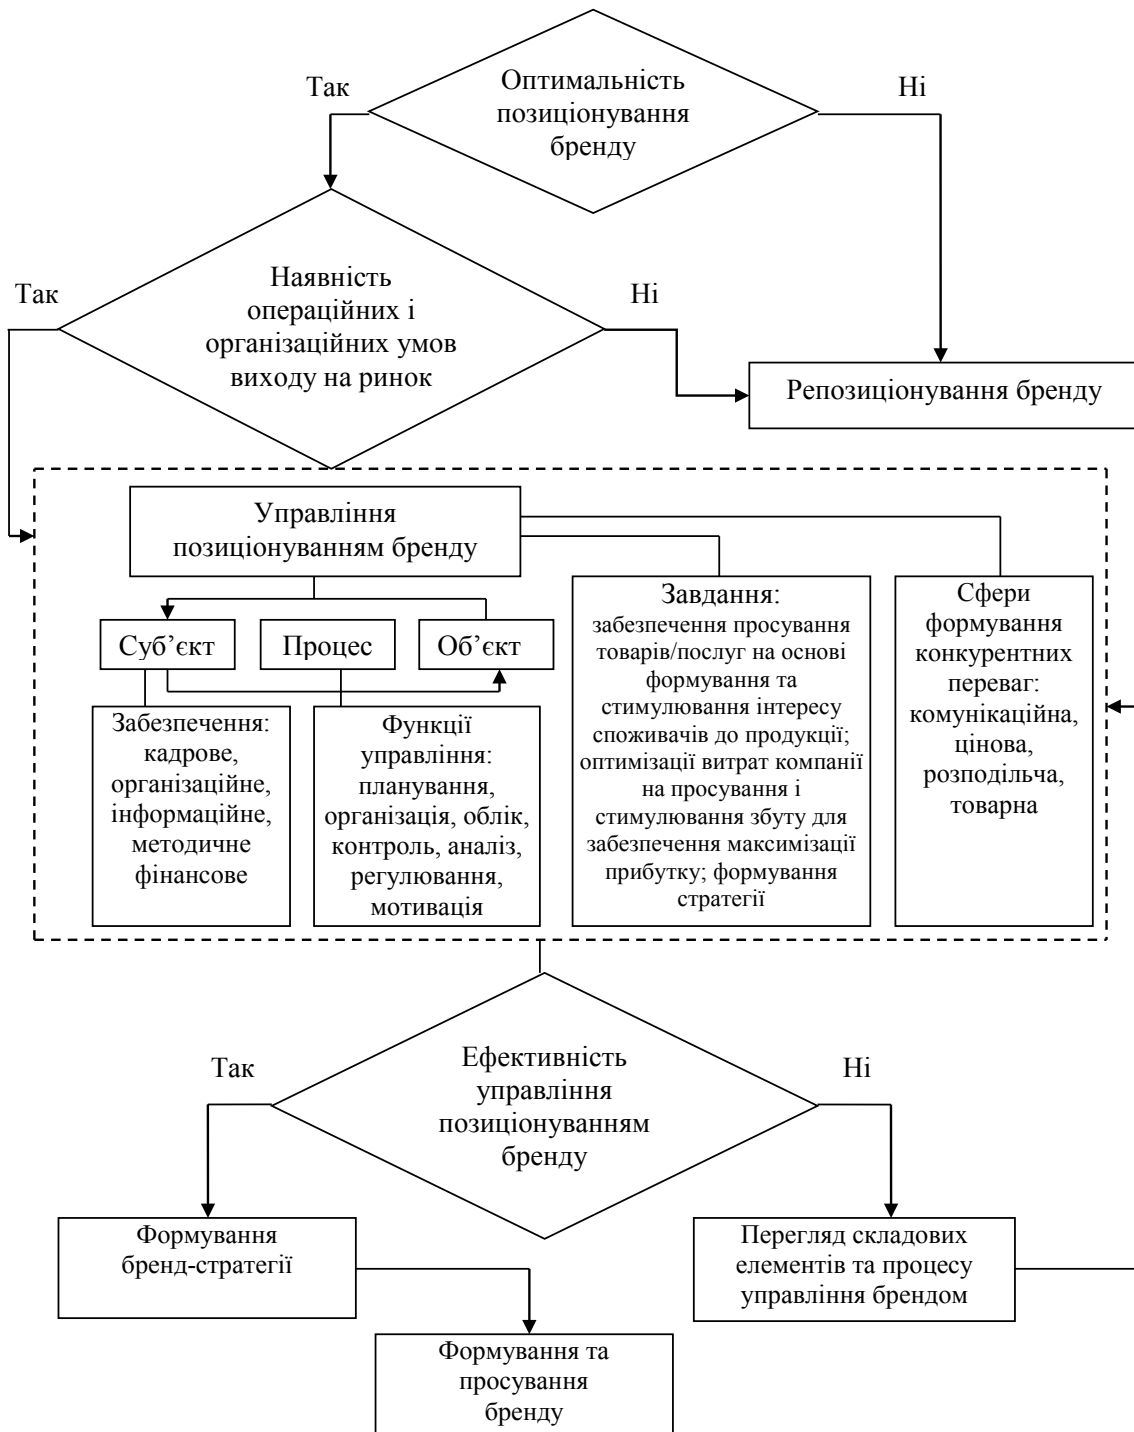 Так
Оптимальність
позиціонування
бренду
Ні
Так
Наявність
операційних і
організаційних умов
виходу на ринок
Ні
Репозиціонування бренду
Управління
позиціонуванням бренду
Суб’єкт
Процес
Об’єкт
Забезпечення:
кадрове,
організаційне,
інформаційне,
методичне
фінансове
Функції
управління:
планування,
організація, облік,
контроль, аналіз,
регулювання,
мотивація
Завдання:
забезпечення просування
товарів/послуг на основі
формування та
стимулювання інтересу
споживачів до продукції;
оптимізації витрат компанії
на просування і
стимулювання збуту для
забезпечення максимізації
прибутку; формування
стратегії
Сфери
формування
конкурентних
переваг:
комунікаційна,
цінова,
розподільча,
товарна
Так
Ефективність
управління
позиціонуванням
бренду
Ні
Формування
бренд-стратегії
Перегляд складових
елементів та процесу
управління брендом
Формування та
просування
бренду